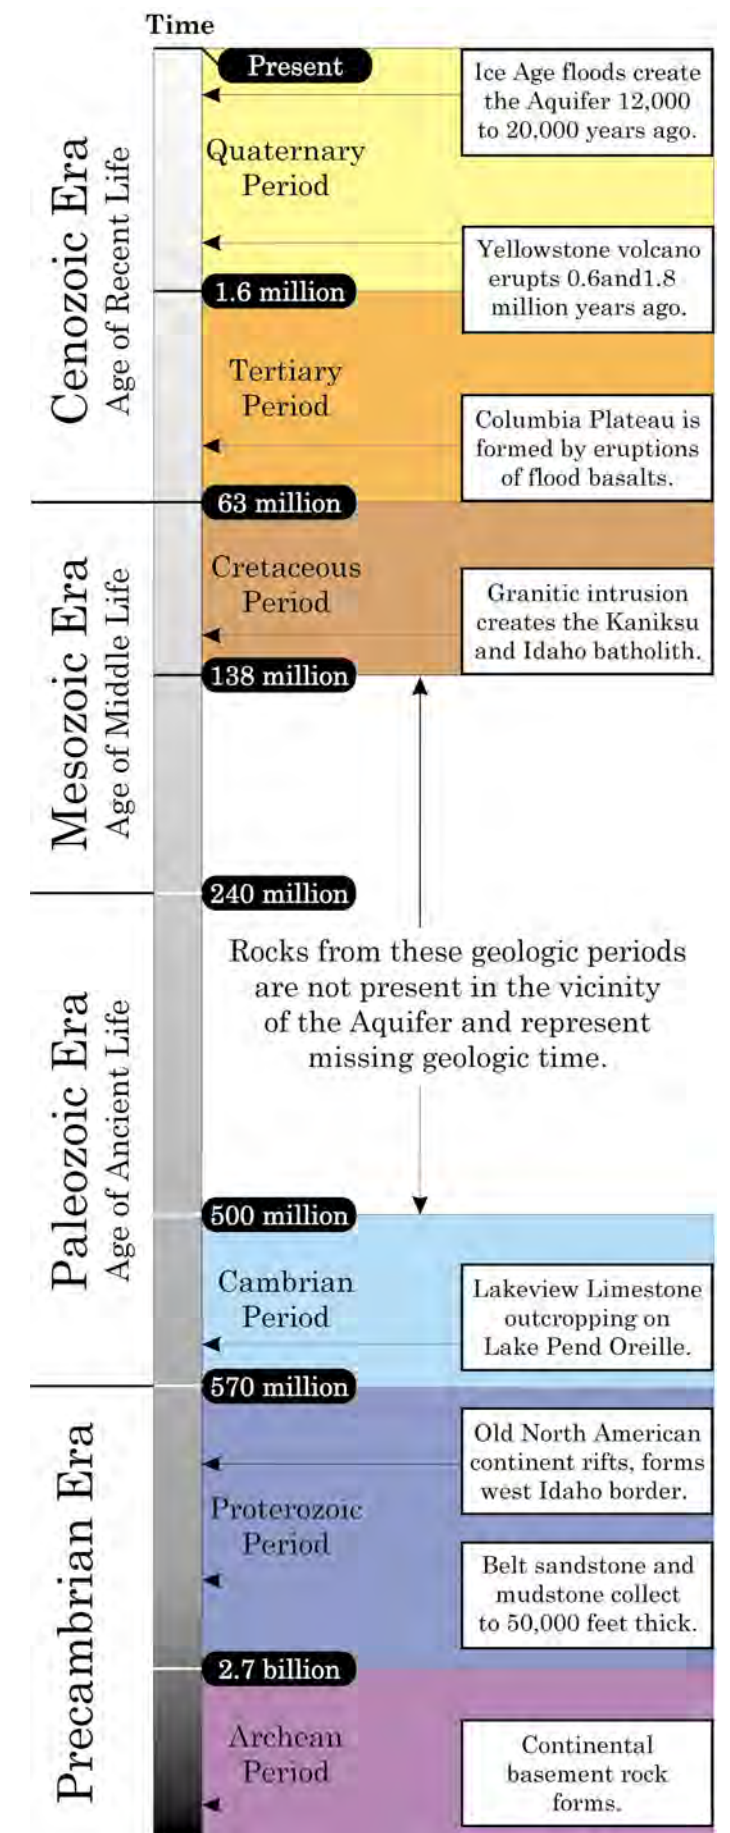 Time
Present
Ice Age floods create
the Aquifer 12,000
to 20,000 years ago.
Quaternary
Period
Cenozoic Era
Age of Recent Life
Yellowstone volcano
erupts 0.6and1.8
million years ago.
1.6 million
Tertiary
Period
Columbia Plateau is
formed by eruptions
of flood basalts.
63 million
Cretaceous
Period
Mesozoic Era
Age of Middle Life
Granitic intrusion
creates the Kaniksu
and Idaho batholith.
138 million
240 million
Rocks from these geologic periods
are not present in the vicinity
of the Aquifer and represent
missing geologic time.
Paleozoic Era
Age of Ancient Life
500 million
Cambrian
Period
Lakeview Limestone
outcropping on
Lake Pend Oreille.
570 million
Precambrian Era
Old North American
continent rifts, forms
west Idaho border.
Proterozoic
Period
Belt sandstone and
mudstone collect
to 50,000 feet thick.
2.7 billion
Archean
Period
Continental
basement rock
forms.